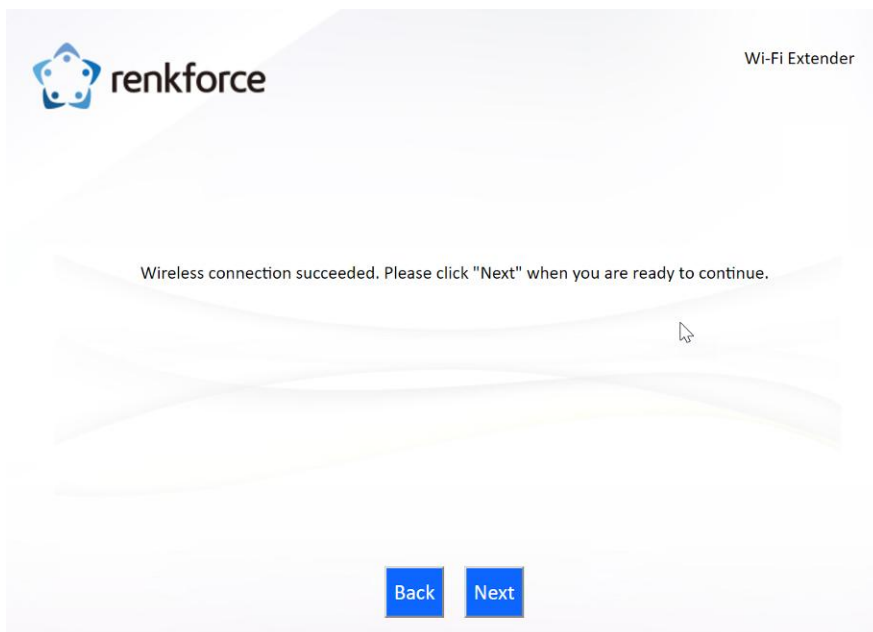 renkforce
Wi-Fi Extender
Wireless connection succeeded. Please click "Next" when you are ready to continue.
Back
Next